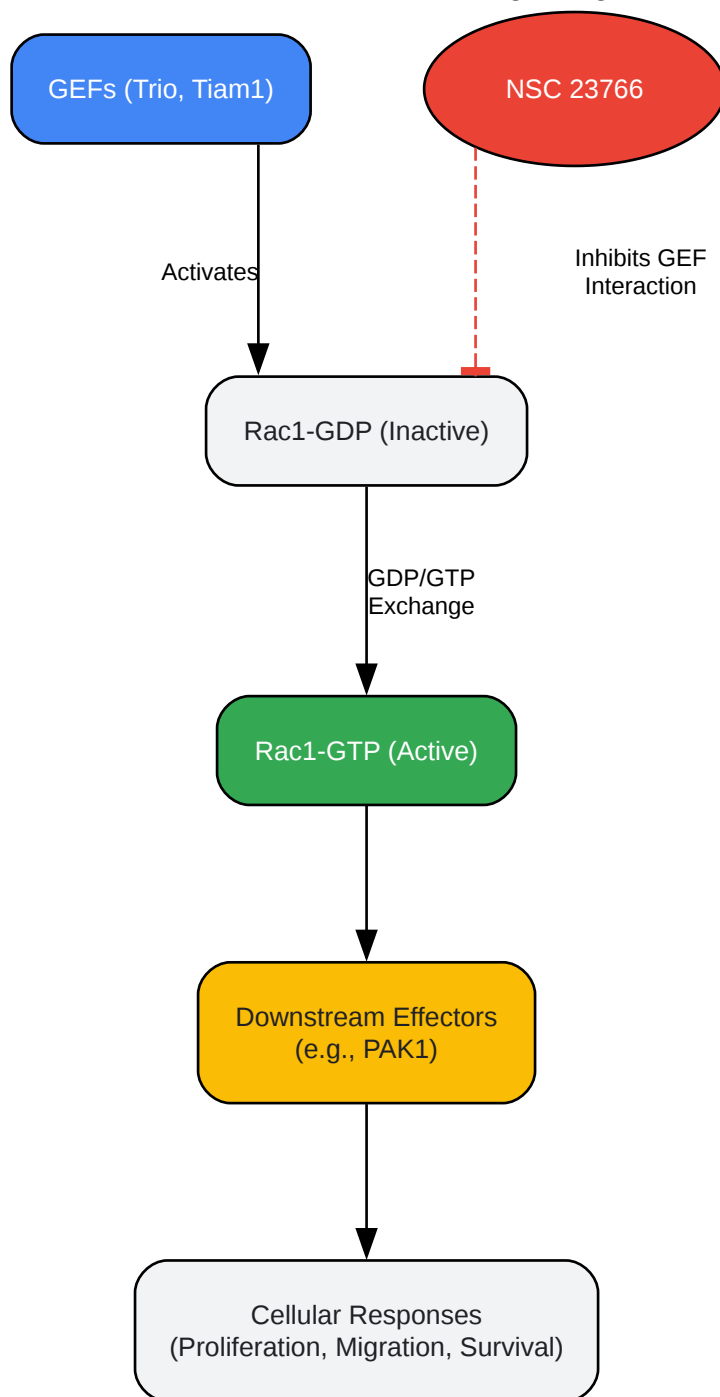 GEFs (Trio, Tiam1)
NSC 23766
Activates
Inhibits GEF
Interaction
Rac1-GDP (Inactive)
GDP/GTP
Exchange
Rac1-GTP (Active)
Downstream Effectors
(e.g., PAK1)
Cellular Responses
(Proliferation, Migration, Survival)